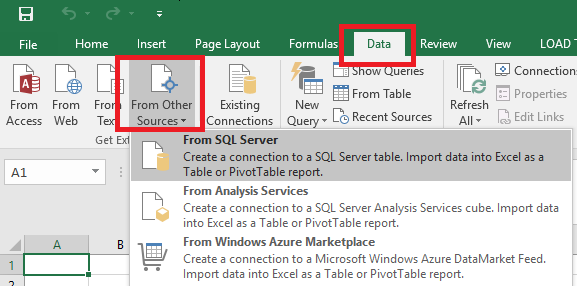 File Home Insert Page Layout Formulas Data Review View LOAD T
From Access
From Web
From Text
From Other Sources
Existing Connections
New Query
Show Queries
From Table
Recent Sources
Refresh All
Connections
Properties
Edit Links
Get Ext
A1
From SQL Server
Create a connection to a SQL Server table. Import data into Excel as a
Table or PivotTable report.
From Analysis Services
Create a connection to a SQL Server Analysis Services cube. Import data
into Excel as a Table or PivotTable report.
From Windows Azure Marketplace
Create a connection to a Microsoft Windows Azure DataMarket Feed.
Import data into Excel as a Table or PivotTable report.
A B
1
2